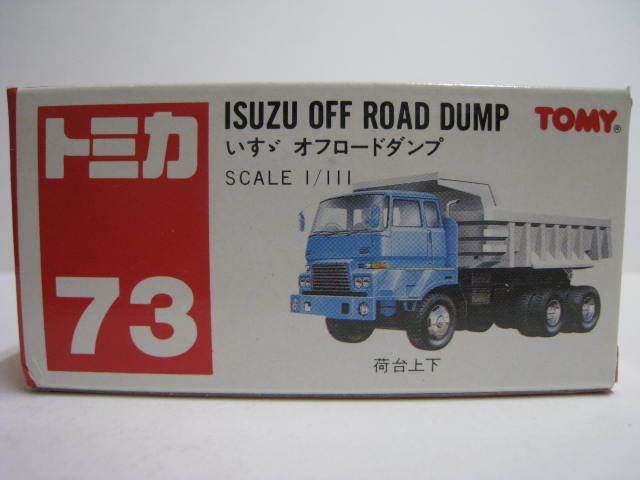 トミカ
73
ISUZU OFF ROAD DUMP
いすゞ オフロードダンプ
SCALE 1/111
TOMY®
荷台上下